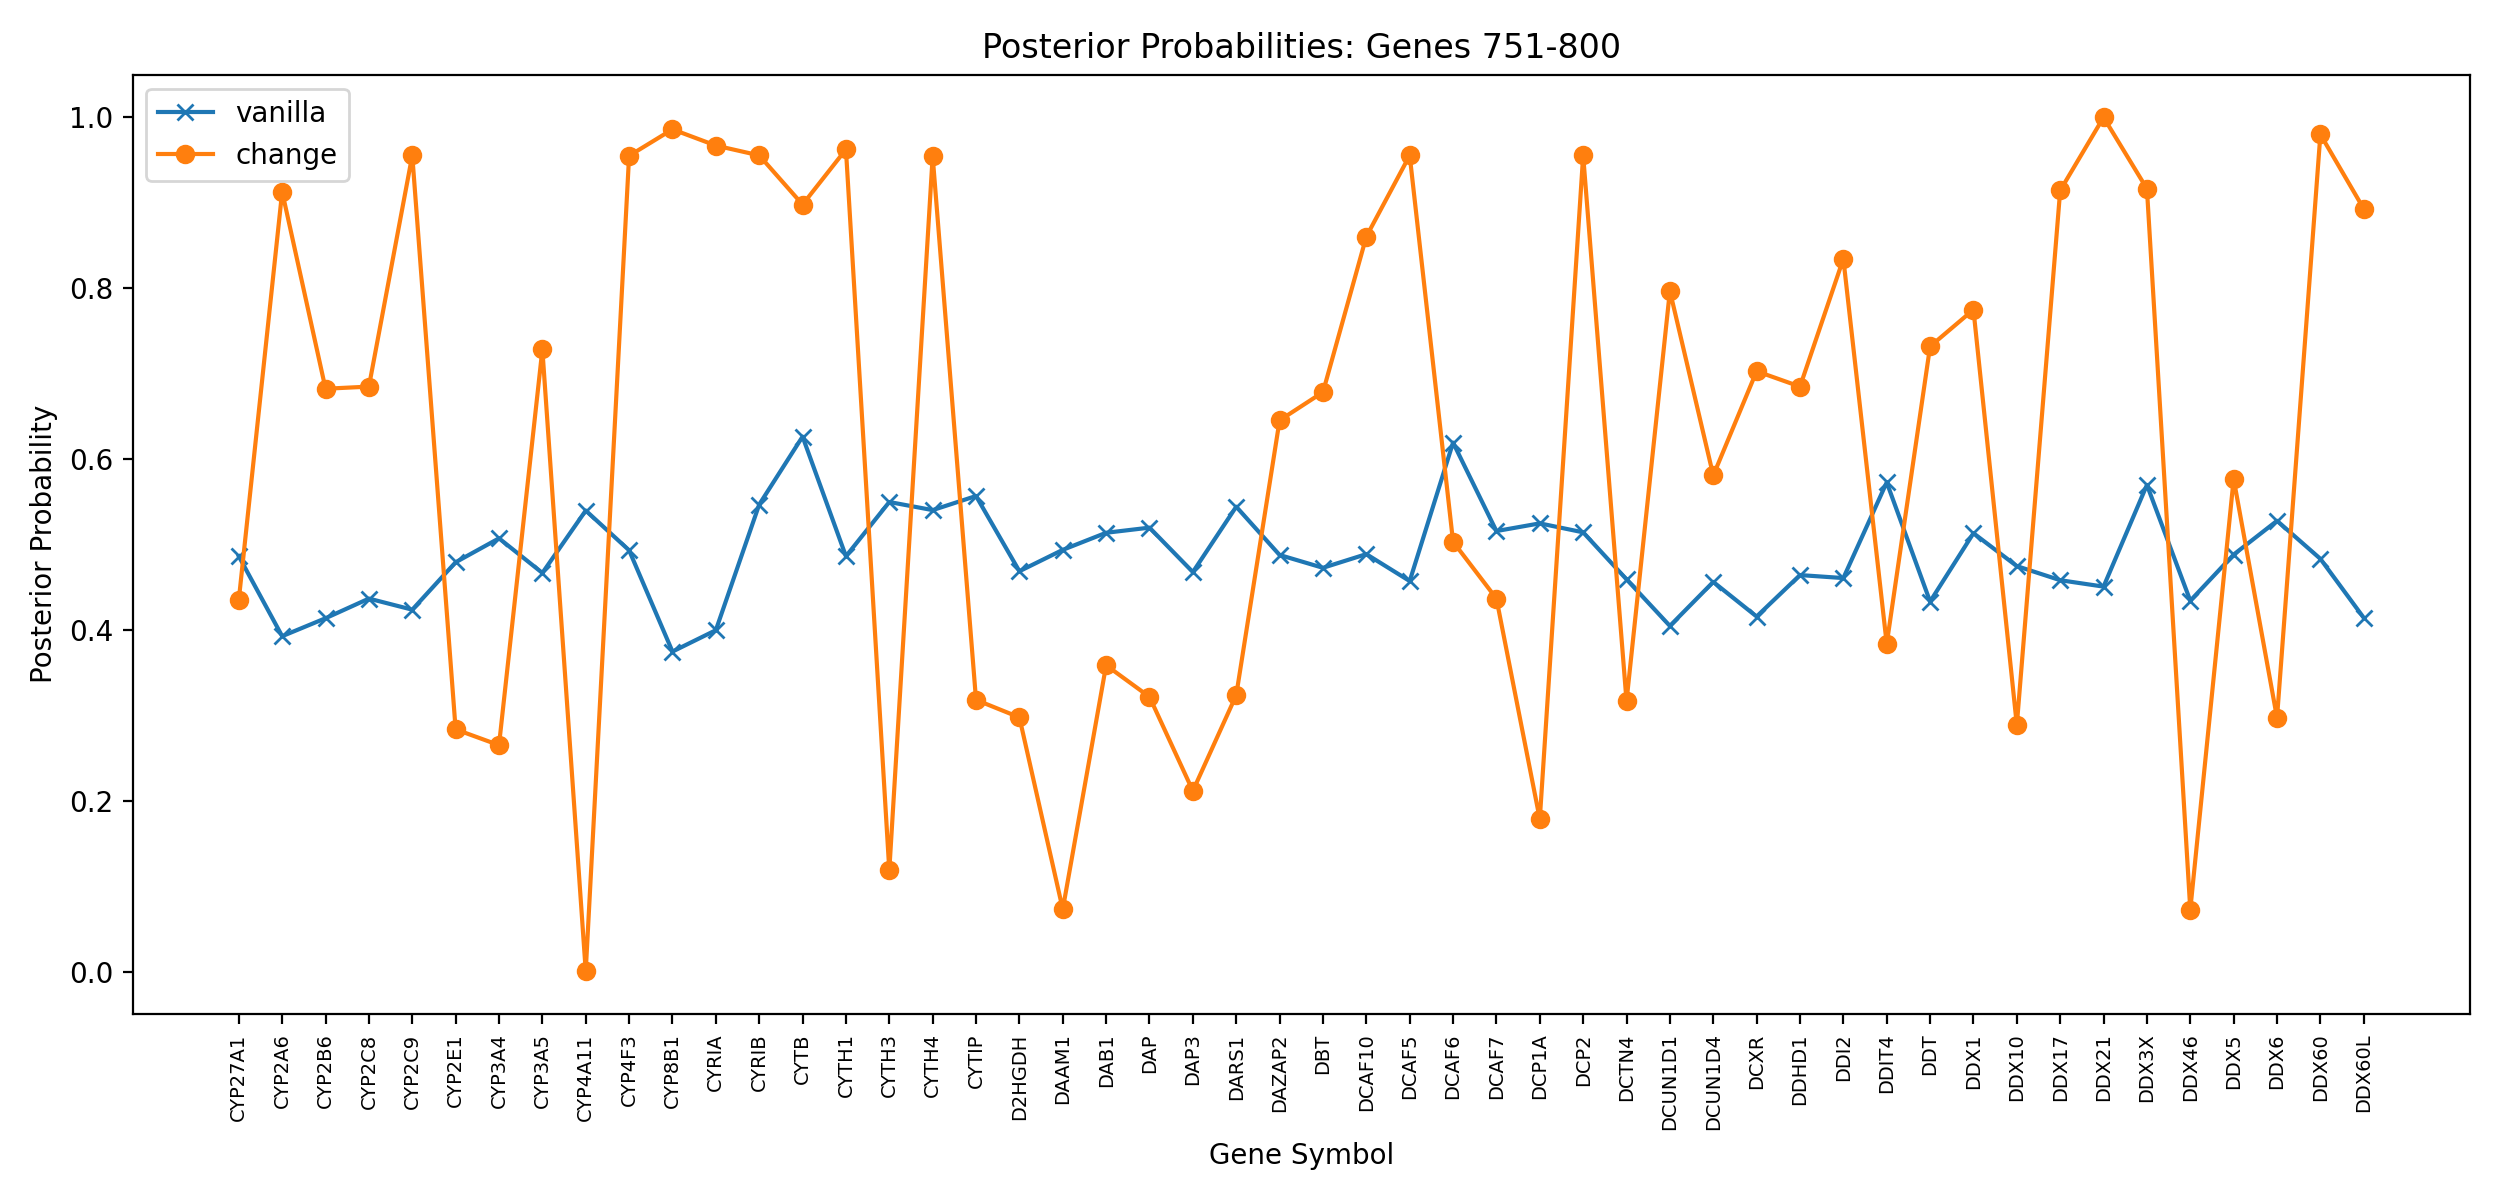 Posterior Probabilities: Genes 751-800
vanilla
change
Posterior Probability
1.0
0.8
0.6
0.4
0.2
0.0
CYP27A1
CYP2A6
CYP2B6
CYP2C8
CYP2C9
CYP2E1
CYP3A4
CYP3A5
CYP4A11
CYP4F3
CYP8B1
CYRIA
CYRIB
CYTB
CYTH1
CYTH3
CYTH4
CYTIP
D2HGDH
DAAM1
DAB1
DAP
DAP3
DARS1
DAZAP2
DBT
DCAF10
DCAF5
DCAF6
DCAF7
DCP1A
DCP2
DCTN4
DCUN1D1
DCUN1D4
DCXR
DDHD1
DDI2
DDIT4
DDT
DDX1
DDX10
DDX17
DDX21
DDX3X
DDX46
DDX5
DDX6
DDX60
DDX60L
Gene Symbol